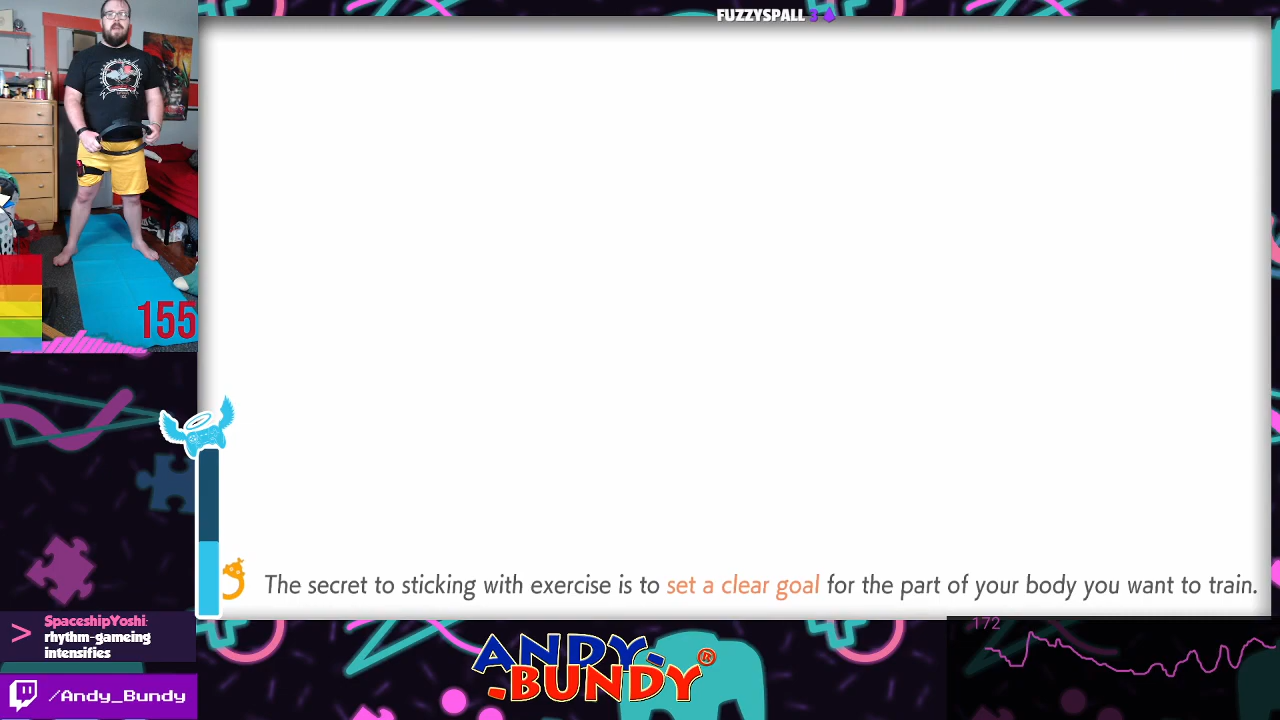 FUZZYSPALL 3
155
The secret to sticking with exercise is to set a clear goal for the part of your body you want to train.
SpaceshipYoshi:
> rhythm-gameing
intensifies
172
ANDY-
-BUNDY®
/Andy_Bundy